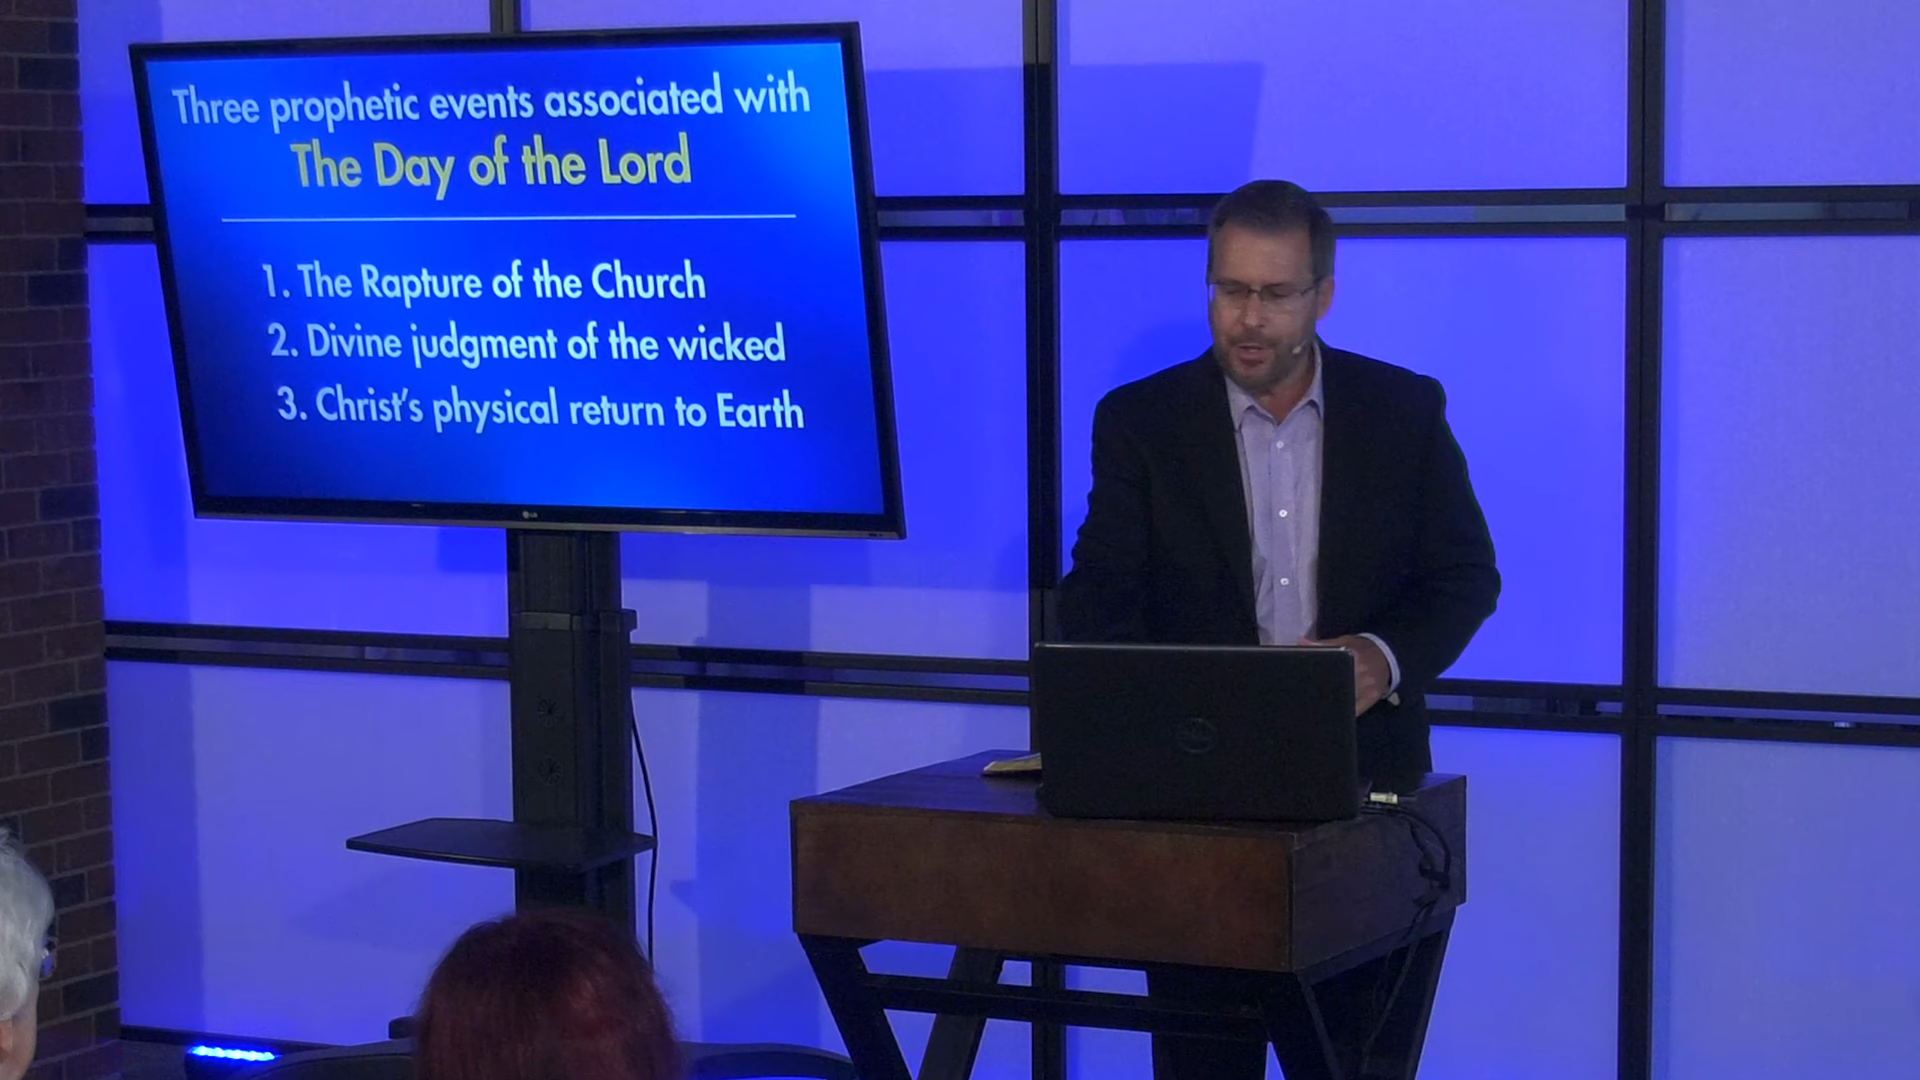 Three prophetic events associated with
The Day of the Lord
1. The Rapture of the Church
2. Divine judgment of the wicked
3. Christ's physical return to Earth
LG